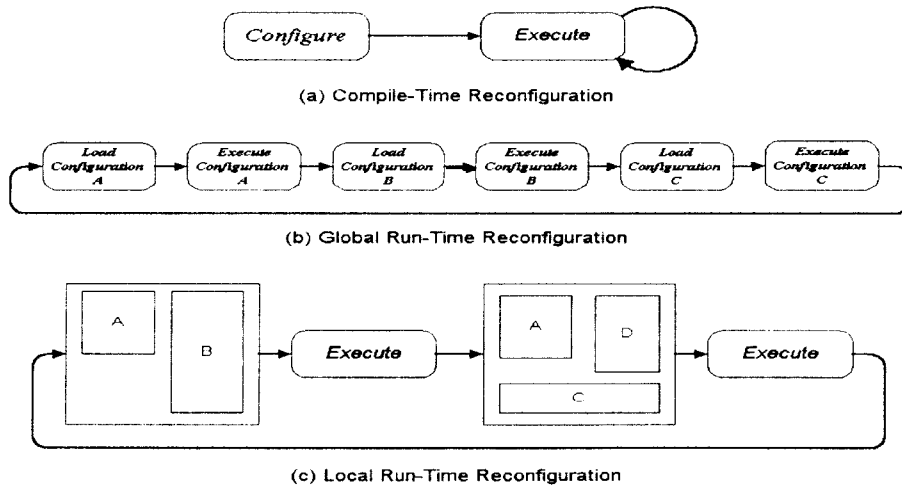 Configure
Execute
(a) Compile-Time Reconfiguration
Load
Configuration
A
Execute
Configuration
A
Load
Configuration
B
Execute
Configuration
B
Load
Configuration
C
Execute
Configuration
C
(b) Global Run-Time Reconfiguration
A
B
Execute
A
D
C
Execute
(c) Local Run-Time Reconfiguration